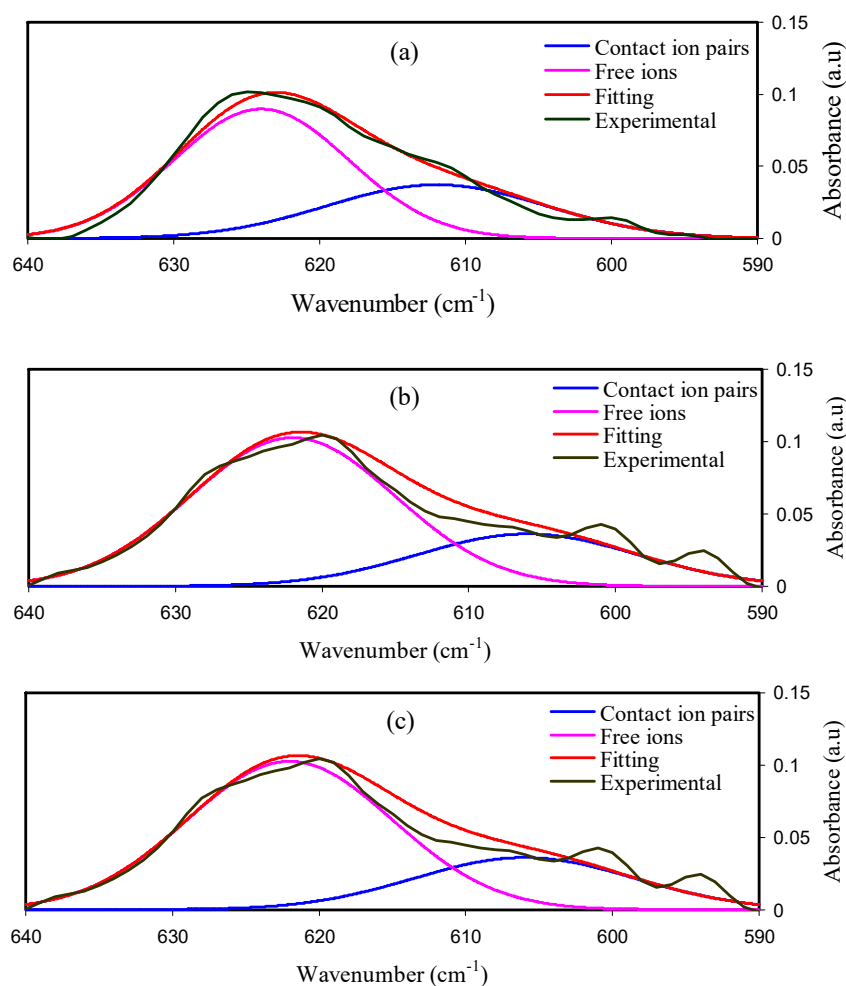 (a)
Contact ion pairs
Free ions
Fitting
Experimental
0.15
0.1
0.05
0
Absorbance (a.u)
640 630 620 610 600 590
Wavenumber (cm⁻¹)
(b)
Contact ion pairs
Free ions
Fitting
Experimental
0.15
0.1
0.05
0
Absorbance (a.u)
640 630 620 610 600 590
Wavenumber (cm⁻¹)
(c)
Contact ion pairs
Free ions
Fitting
Experimental
0.15
0.1
0.05
0
Absorbance (a.u)
640 630 620 610 600 590
Wavenumber (cm⁻¹)